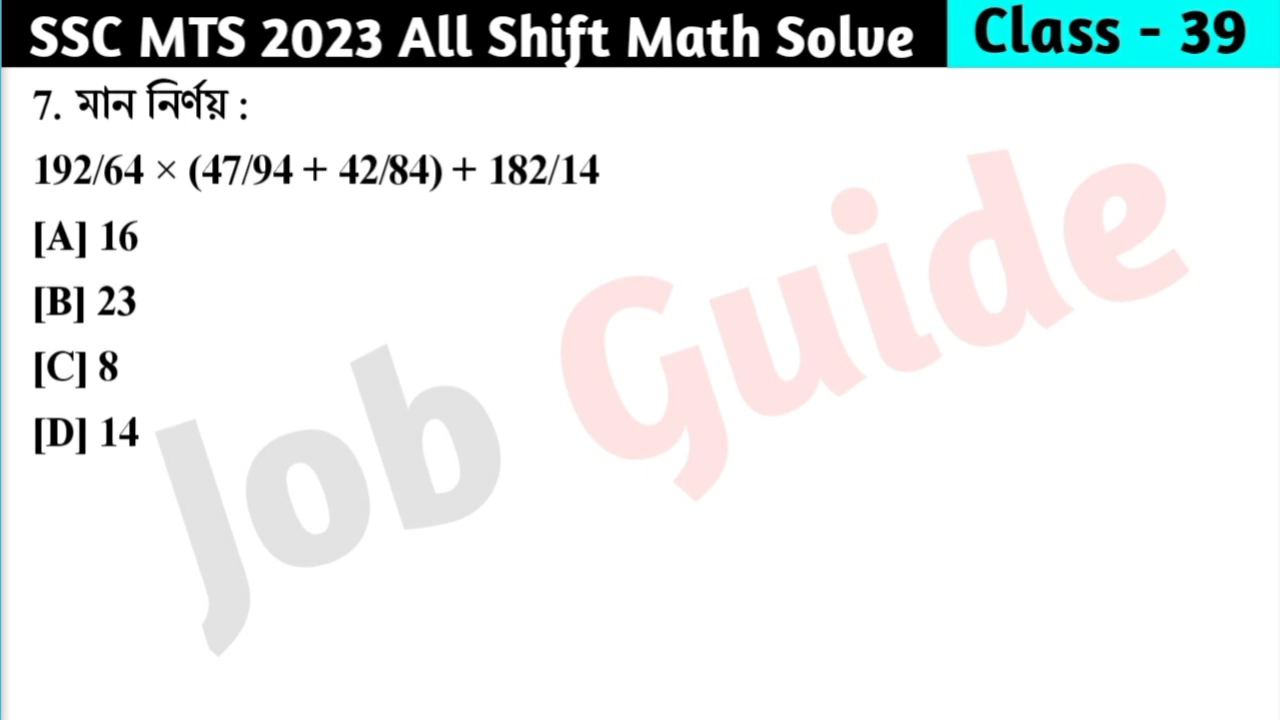 SSC MTS 2023 All Shift Math Solve
Class - 39
7. মান নির্ণয় :
192/64 × (47/94 + 42/84) + 182/14
[A] 16
[B] 23
[C] 8
[D] 14
Job Guide